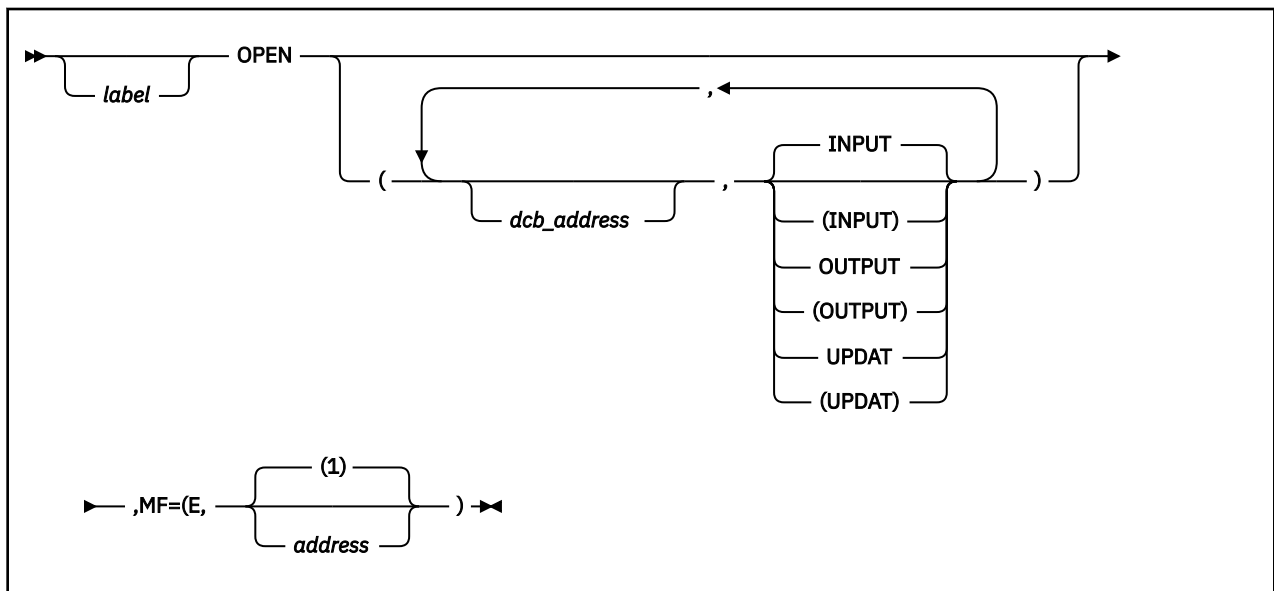 OPEN
label
,
INPUT
( dcb_address , )
(INPUT)
OUTPUT
(OUTPUT)
UPDAT
(UPDAT)
(1)
,MF=(E, )
address